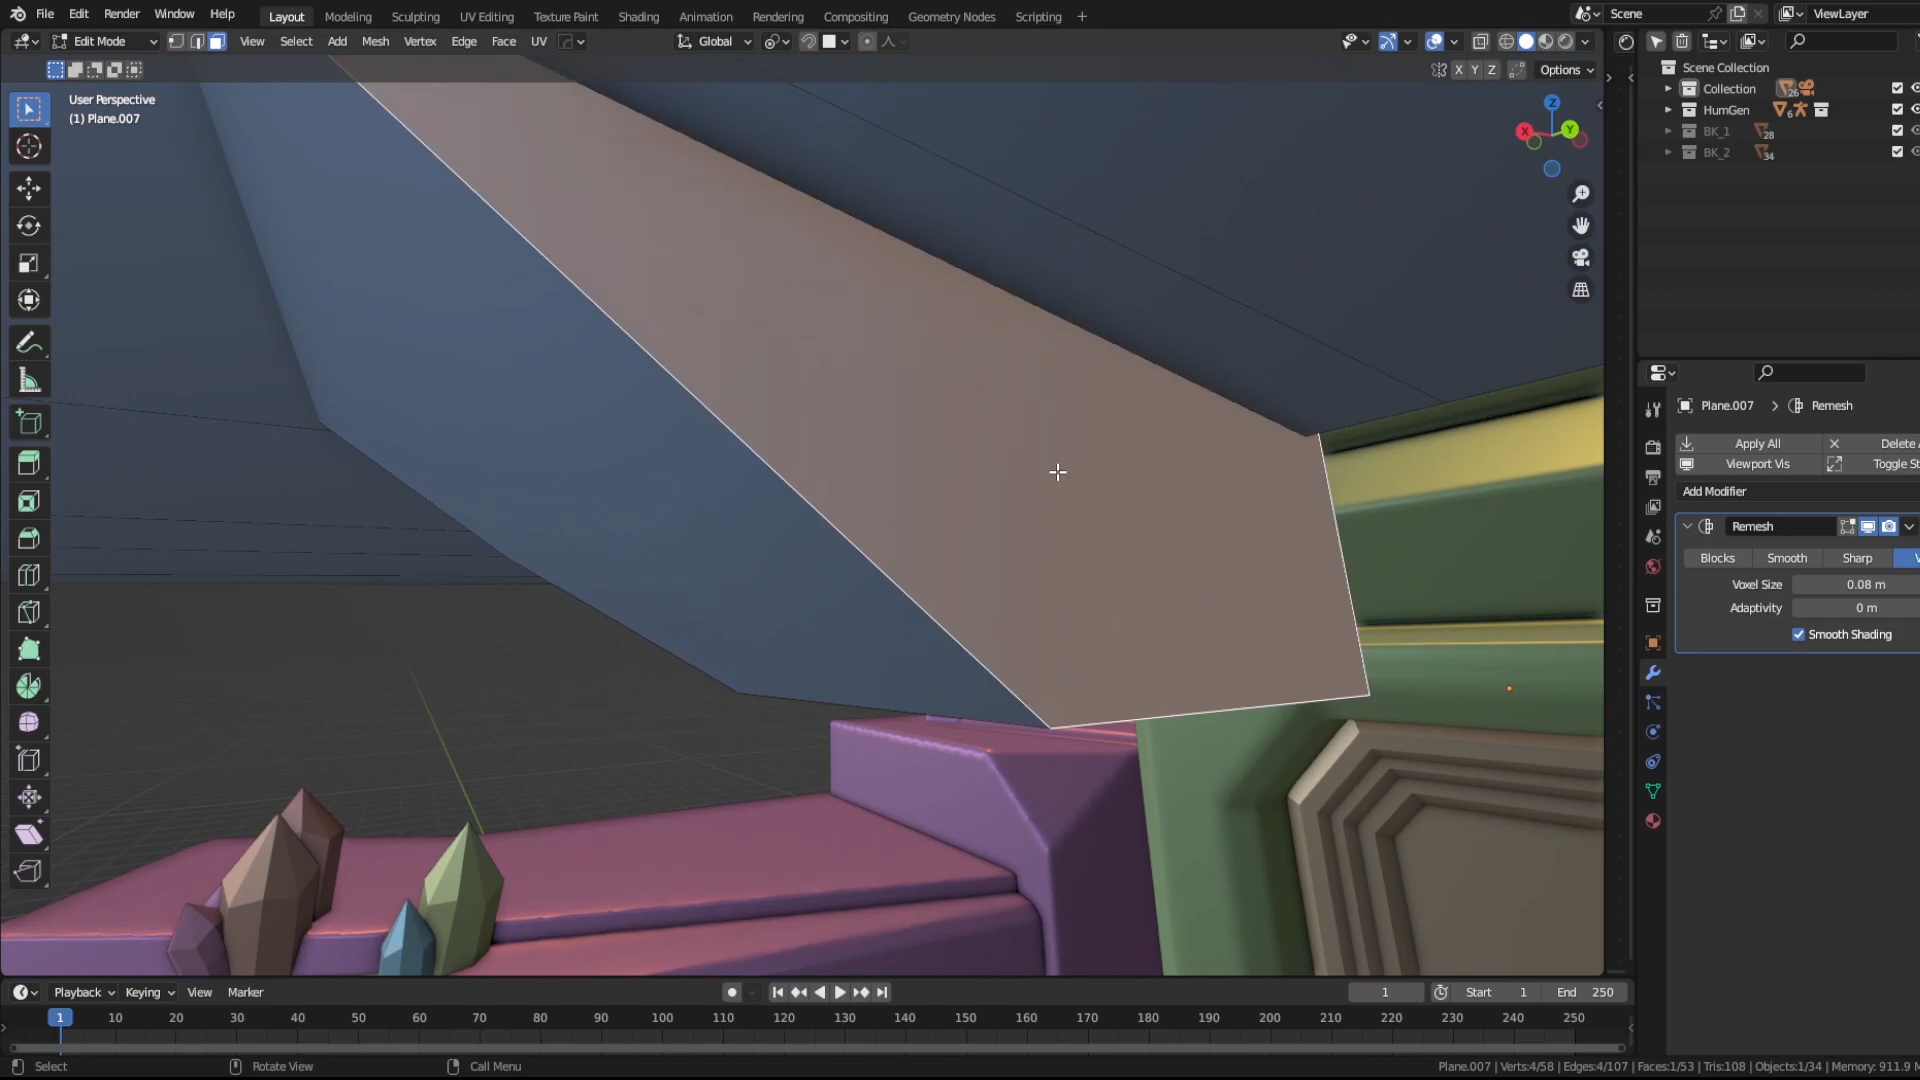 File Edit Render Window Help Layout Modeling Sculpting UV Editing Texture Paint Shading Animation Rendering Compositing Geometry Nodes Scripting + Scene ViewLayer
Edit Mode View Select Add Mesh Vertex Edge Face UV Global
X Y Z Options
User Perspective
(1) Plane.007
Z
X Y
Scene Collection
Collection 26
HumGen 6
BK_1 28
BK_2 34
Plane.007 > Remesh
Apply All Delete
Viewport Vis Toggle St
Add Modifier
Remesh
Blocks Smooth Sharp V
Voxel Size 0.08 m
Adaptivity 0 m
Smooth Shading
Playback Keying View Marker 1 Start 1 End 250
1 10 20 30 40 50 60 70 80 90 100 110 120 130 140 150 160 170 180 190 200 210 220 230 240 250
Select Rotate View Call Menu Plane.007 | Verts:4/58 | Edges:4/107 | Faces:1/53 | Tris:108 | Objects:1/34 | Memory: 911.9 M